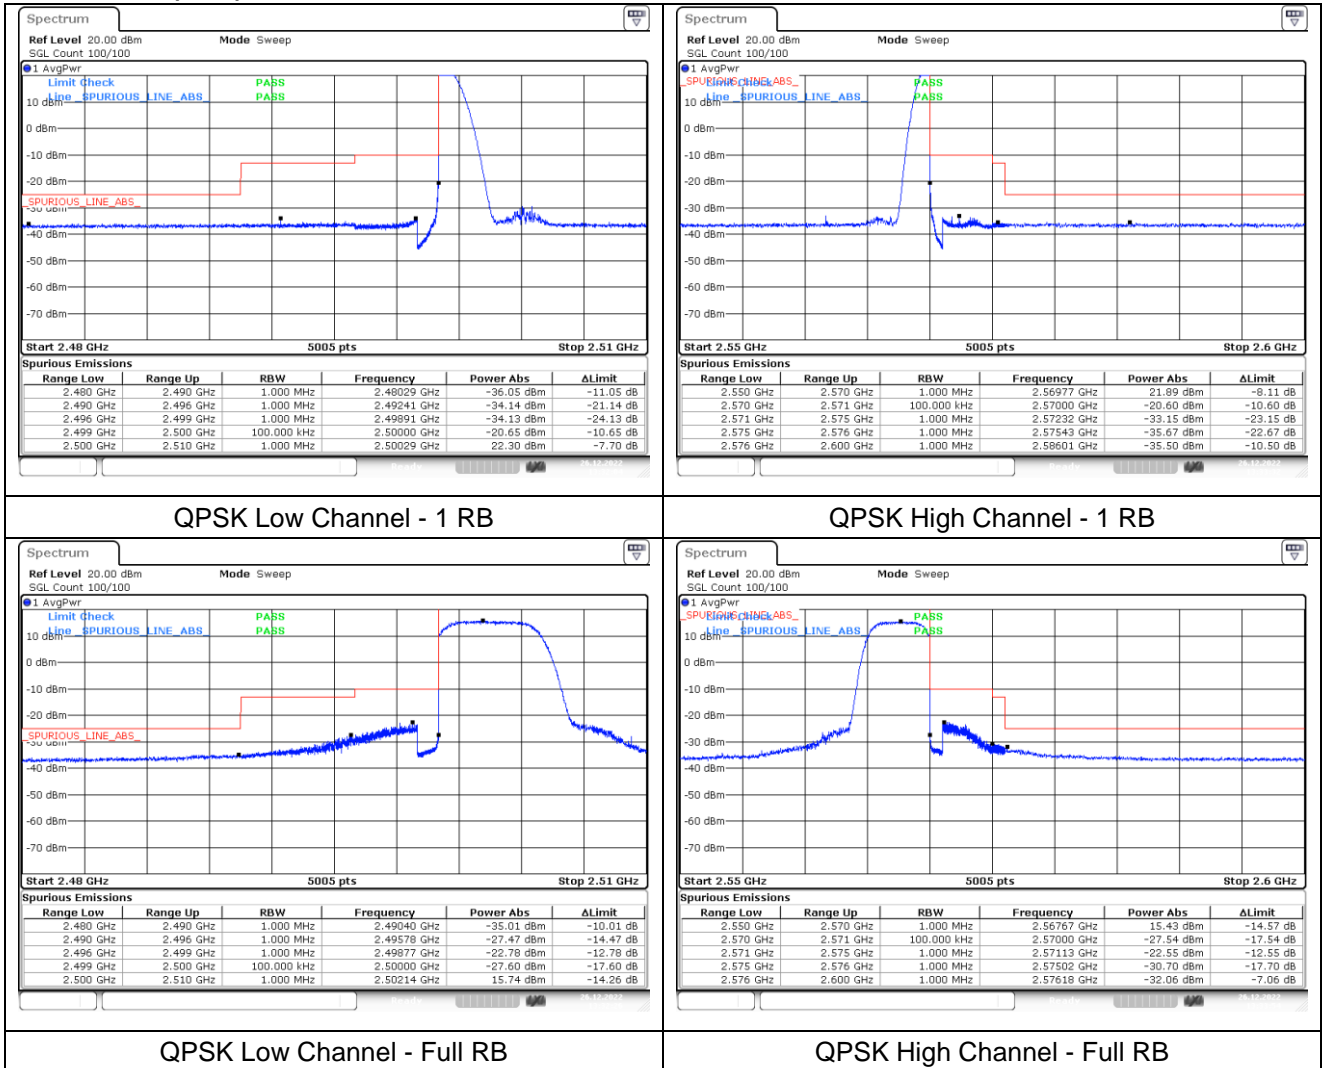 Spectrum
Ref Level 20.00 dBm Mode Sweep
SGL Count 100/100
1 AvgPwr
Limit Check PASS
Line _SPURIOUS_LINE_ABS_ PASS
10 dBm
0 dBm
-10 dBm
-20 dBm
_SPURIOUS_LINE_ABS_
-30 dBm
-40 dBm
-50 dBm
-60 dBm
-70 dBm
Start 2.48 GHz 5005 pts Stop 2.51 GHz
Spurious Emissions
Range Low Range Up RBW Frequency Power Abs ΔLimit
2.480 GHz 2.490 GHz 1.000 MHz 2.48029 GHz -36.05 dBm -11.05 dB
2.490 GHz 2.496 GHz 1.000 MHz 2.49241 GHz -34.14 dBm -21.14 dB
2.496 GHz 2.499 GHz 1.000 MHz 2.49891 GHz -34.13 dBm -24.13 dB
2.499 GHz 2.500 GHz 100.000 kHz 2.50000 GHz -20.65 dBm -10.65 dB
2.500 GHz 2.510 GHz 1.000 MHz 2.50029 GHz 22.30 dBm -7.70 dB
Ready 26.12.2022
QPSK Low Channel - 1 RB
Spectrum
Ref Level 20.00 dBm Mode Sweep
SGL Count 100/100
1 AvgPwr
_SPURIOUS_LINE_ABS_
Limit Check PASS
Line _SPURIOUS_LINE_ABS_ PASS
10 dBm
0 dBm
-10 dBm
-20 dBm
-30 dBm
-40 dBm
-50 dBm
-60 dBm
-70 dBm
Start 2.55 GHz 5005 pts Stop 2.6 GHz
Spurious Emissions
Range Low Range Up RBW Frequency Power Abs ΔLimit
2.550 GHz 2.570 GHz 1.000 MHz 2.56977 GHz 21.89 dBm -8.11 dB
2.570 GHz 2.571 GHz 100.000 kHz 2.57000 GHz -20.60 dBm -10.60 dB
2.571 GHz 2.575 GHz 1.000 MHz 2.57232 GHz -33.15 dBm -23.15 dB
2.575 GHz 2.576 GHz 1.000 MHz 2.57543 GHz -35.67 dBm -22.67 dB
2.576 GHz 2.600 GHz 1.000 MHz 2.58601 GHz -35.50 dBm -10.50 dB
Ready 26.12.2022
QPSK High Channel - 1 RB
Spectrum
Ref Level 20.00 dBm Mode Sweep
SGL Count 100/100
1 AvgPwr
Limit Check PASS
Line _SPURIOUS_LINE_ABS_ PASS
10 dBm
0 dBm
-10 dBm
-20 dBm
_SPURIOUS_LINE_ABS_
-30 dBm
-40 dBm
-50 dBm
-60 dBm
-70 dBm
Start 2.48 GHz 5005 pts Stop 2.51 GHz
Spurious Emissions
Range Low Range Up RBW Frequency Power Abs ΔLimit
2.480 GHz 2.490 GHz 1.000 MHz 2.49040 GHz -35.01 dBm -10.01 dB
2.490 GHz 2.496 GHz 1.000 MHz 2.49578 GHz -27.47 dBm -14.47 dB
2.496 GHz 2.499 GHz 1.000 MHz 2.49877 GHz -22.78 dBm -12.78 dB
2.499 GHz 2.500 GHz 100.000 kHz 2.50000 GHz -27.60 dBm -17.60 dB
2.500 GHz 2.510 GHz 1.000 MHz 2.50214 GHz 15.74 dBm -14.26 dB
Ready 26.12.2022
QPSK Low Channel - Full RB
Spectrum
Ref Level 20.00 dBm Mode Sweep
SGL Count 100/100
1 AvgPwr
_SPURIOUS_LINE_ABS_
Limit Check PASS
Line _SPURIOUS_LINE_ABS_ PASS
10 dBm
0 dBm
-10 dBm
-20 dBm
-30 dBm
-40 dBm
-50 dBm
-60 dBm
-70 dBm
Start 2.55 GHz 5005 pts Stop 2.6 GHz
Spurious Emissions
Range Low Range Up RBW Frequency Power Abs ΔLimit
2.550 GHz 2.570 GHz 1.000 MHz 2.56767 GHz 15.43 dBm -14.57 dB
2.570 GHz 2.571 GHz 100.000 kHz 2.57000 GHz -27.54 dBm -17.54 dB
2.571 GHz 2.575 GHz 1.000 MHz 2.57113 GHz -22.55 dBm -12.55 dB
2.575 GHz 2.576 GHz 1.000 MHz 2.57502 GHz -30.70 dBm -17.70 dB
2.576 GHz 2.600 GHz 1.000 MHz 2.57618 GHz -32.06 dBm -7.06 dB
Ready 26.12.2022
QPSK High Channel - Full RB